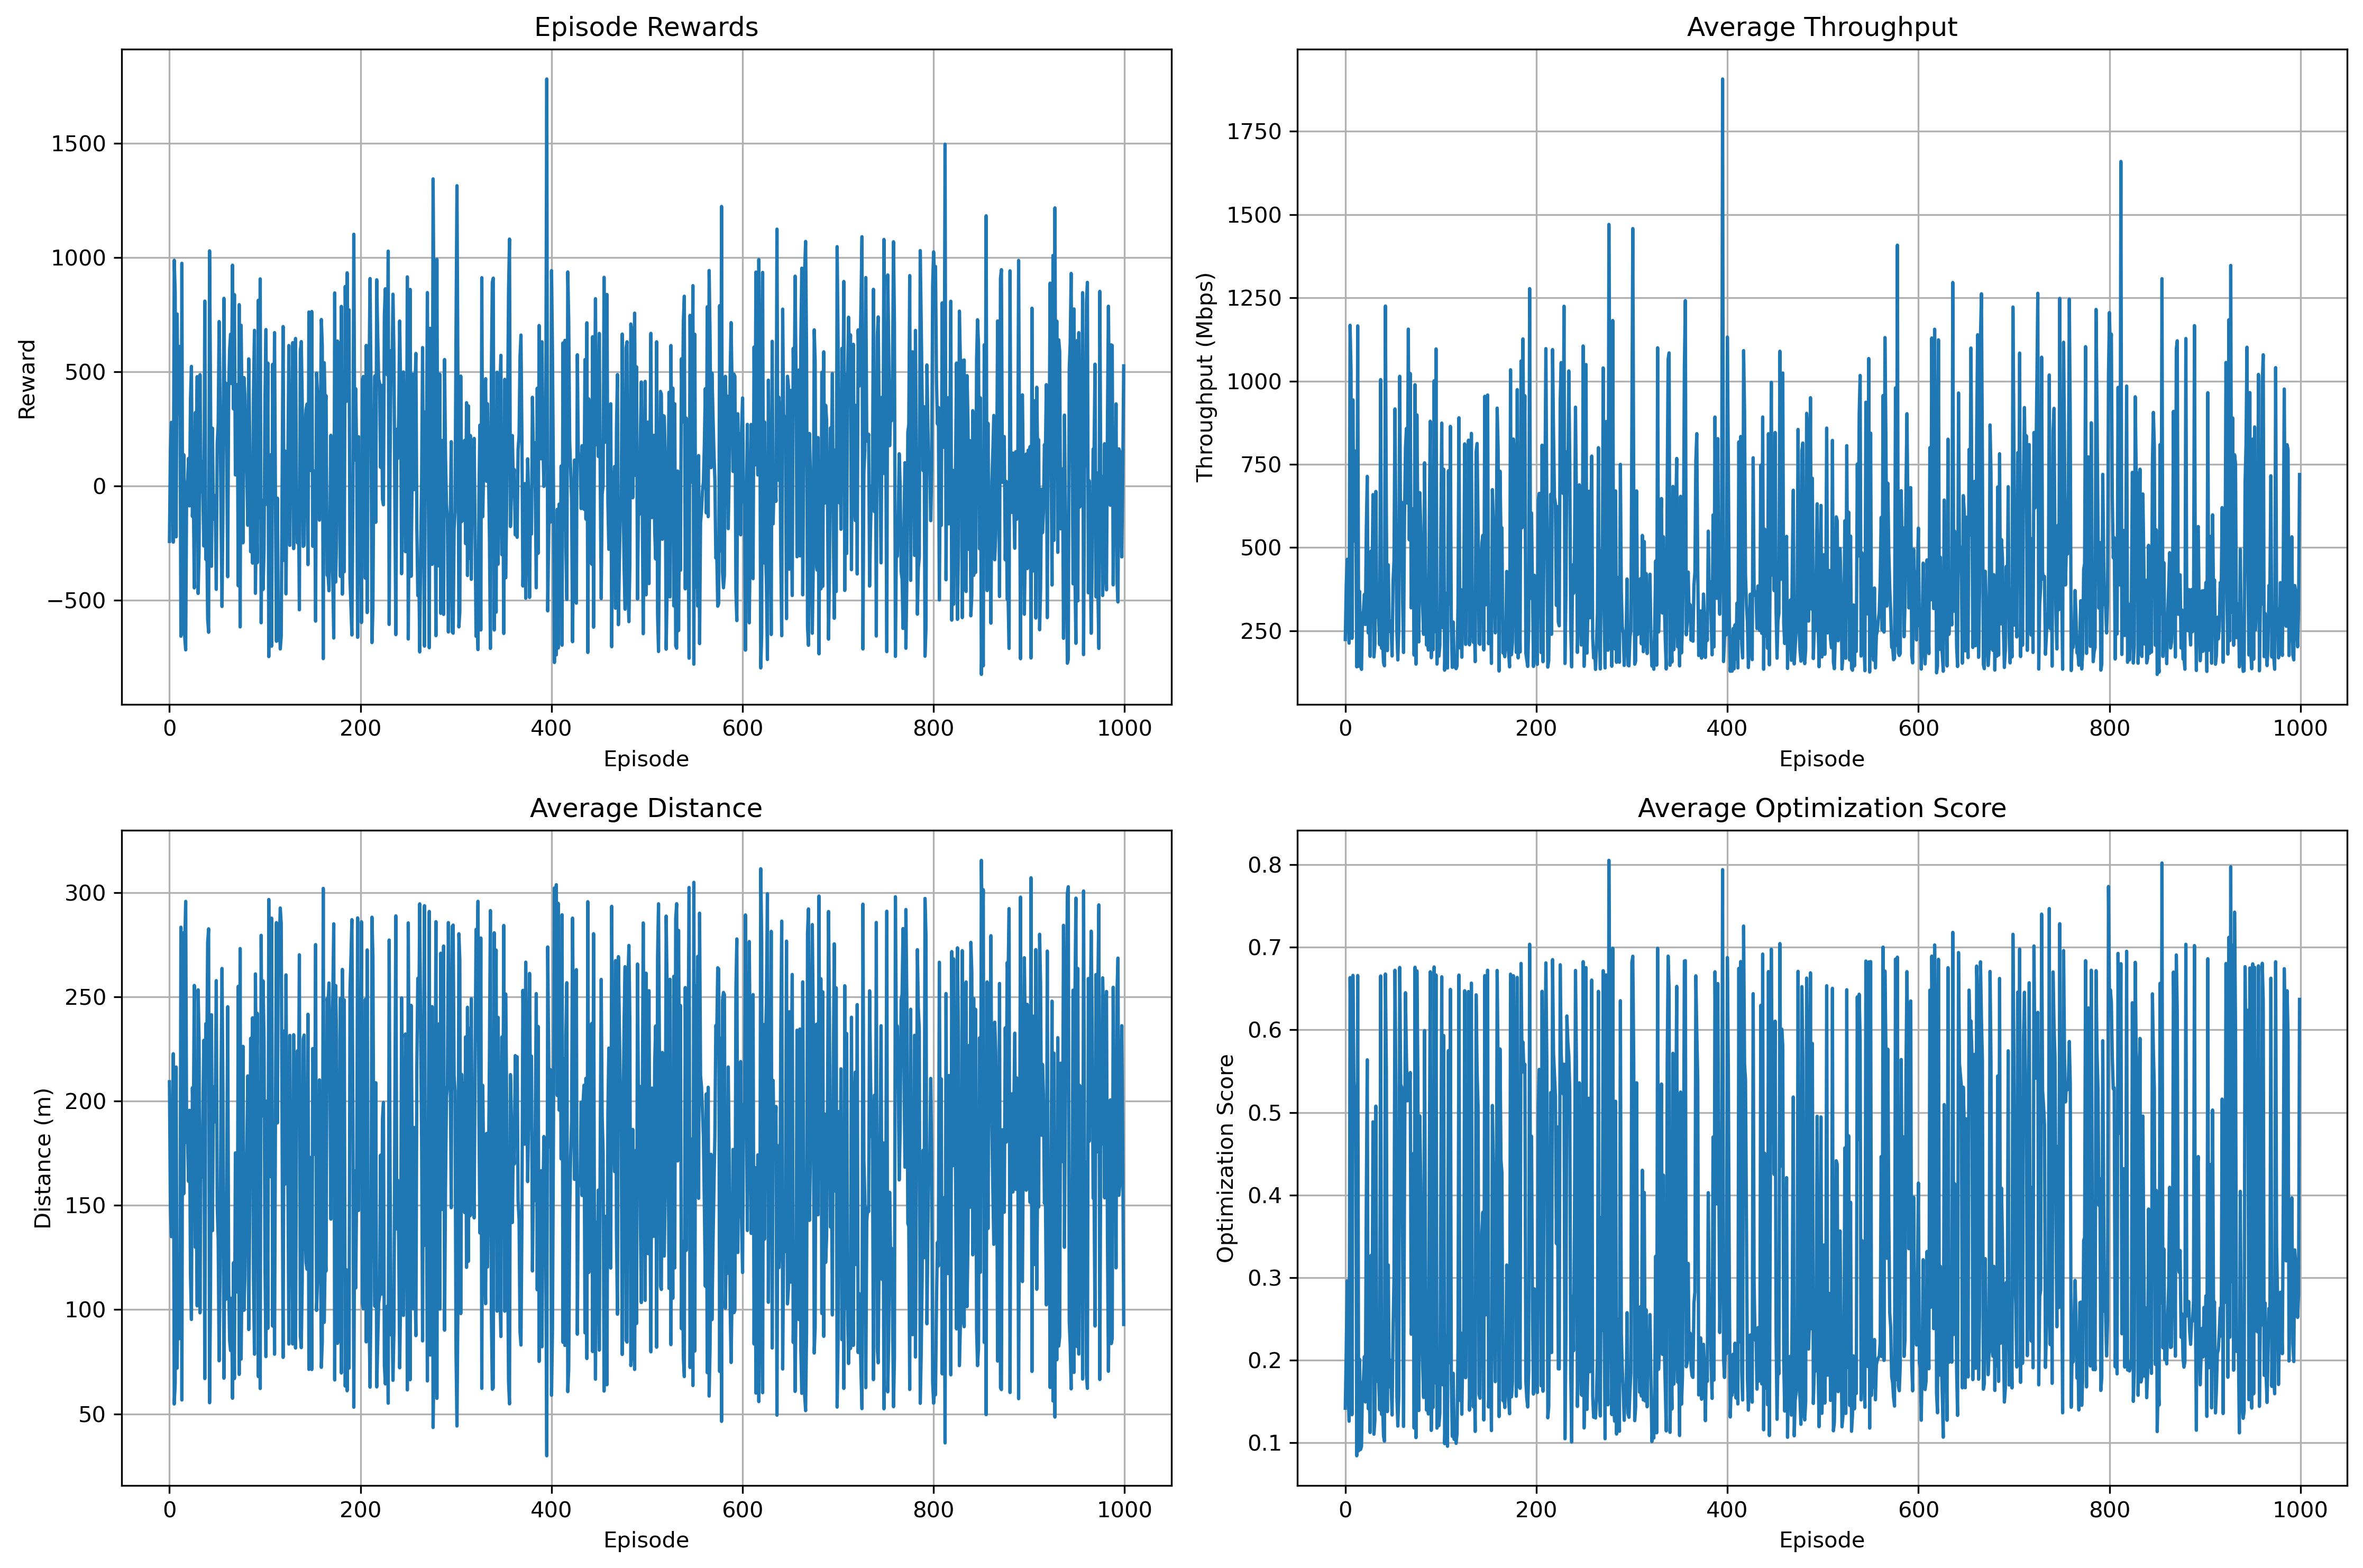 Episode Rewards
1500
1000
500
0
−500
Reward
0 200 400 600 800 1000
Episode
Average Throughput
1750
1500
1250
1000
750
500
250
Throughput (Mbps)
0 200 400 600 800 1000
Episode
Average Distance
300
250
200
150
100
50
Distance (m)
0 200 400 600 800 1000
Episode
Average Optimization Score
0.8
0.7
0.6
0.5
0.4
0.3
0.2
0.1
Optimization Score
0 200 400 600 800 1000
Episode